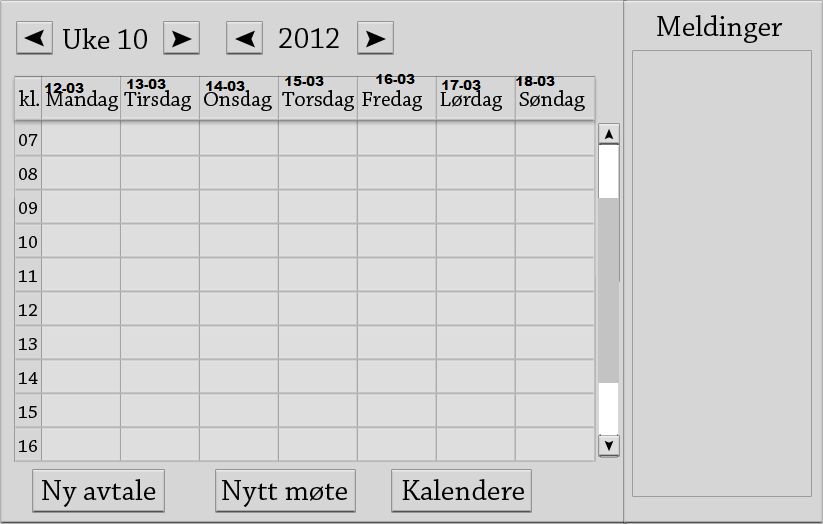 Uke 10 2012 Meldinger
12-03 13-03 14-03 15-03 16-03 17-03 18-03
kl. Mandag Tirsdag Onsdag Torsdag Fredag Lørdag Søndag
07
08
09
10
11
12
13
14
15
16
Ny avtale Nytt møte Kalendere